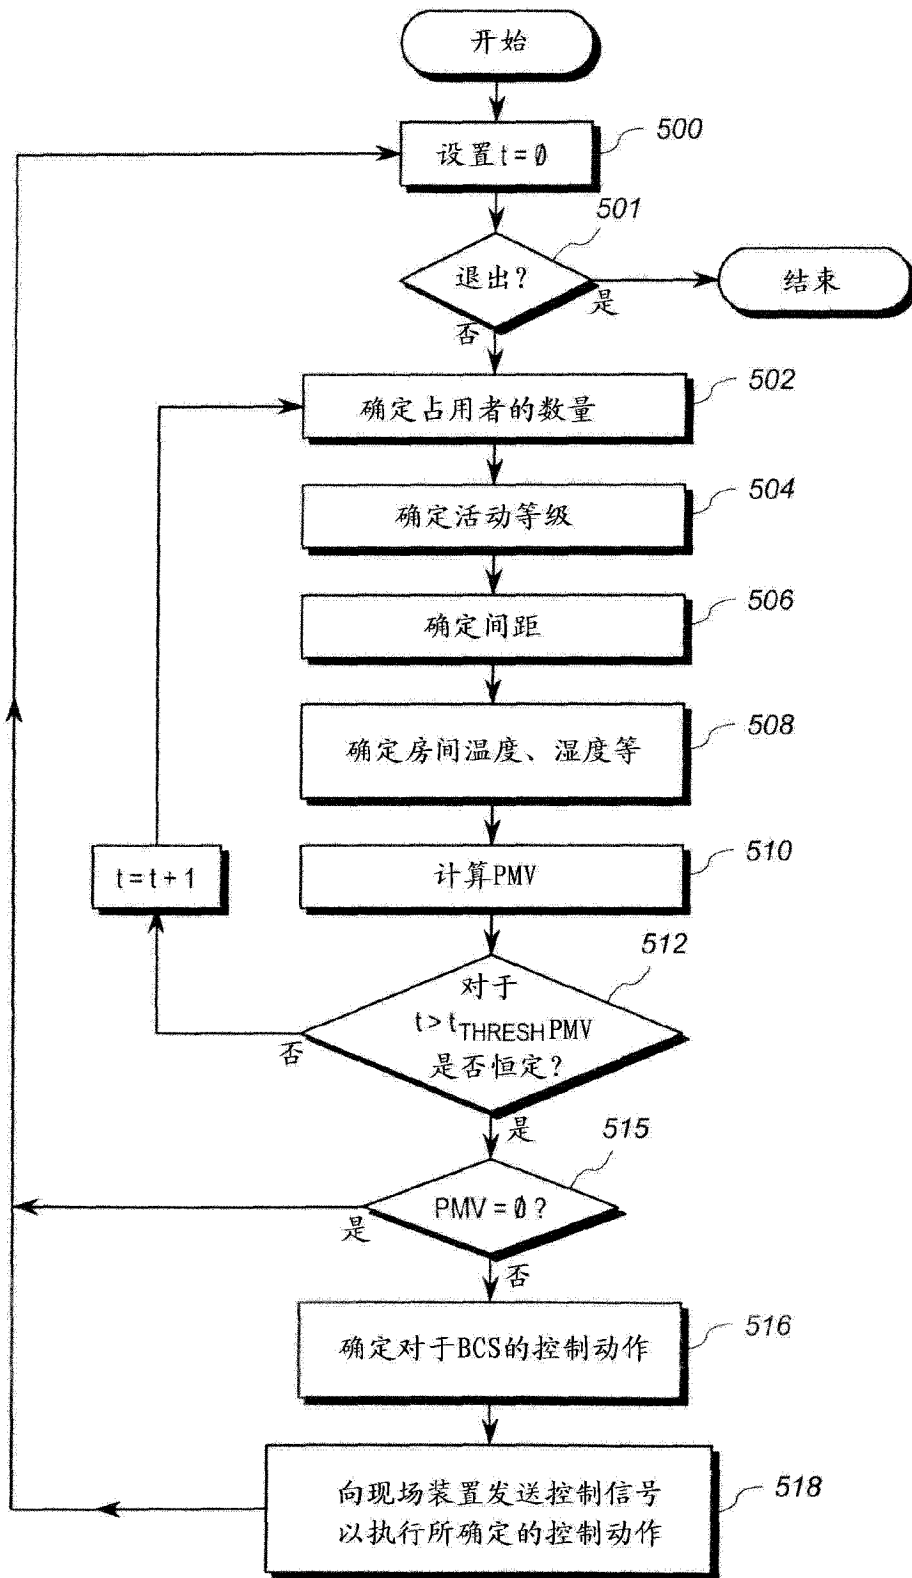 开始
设置t=0
500
501
退出?
是
结束
否
确定占用者的数量
502
确定活动等级
504
确定间距
506
确定房间温度、湿度等
508
计算PMV
510
t=t+1
512
对于
t>tTHRESH PMV
是否恒定?
否
是
515
PMV=0?
是
否
确定对于BCS的控制动作
516
向现场装置发送控制信号
以执行所确定的控制动作
518